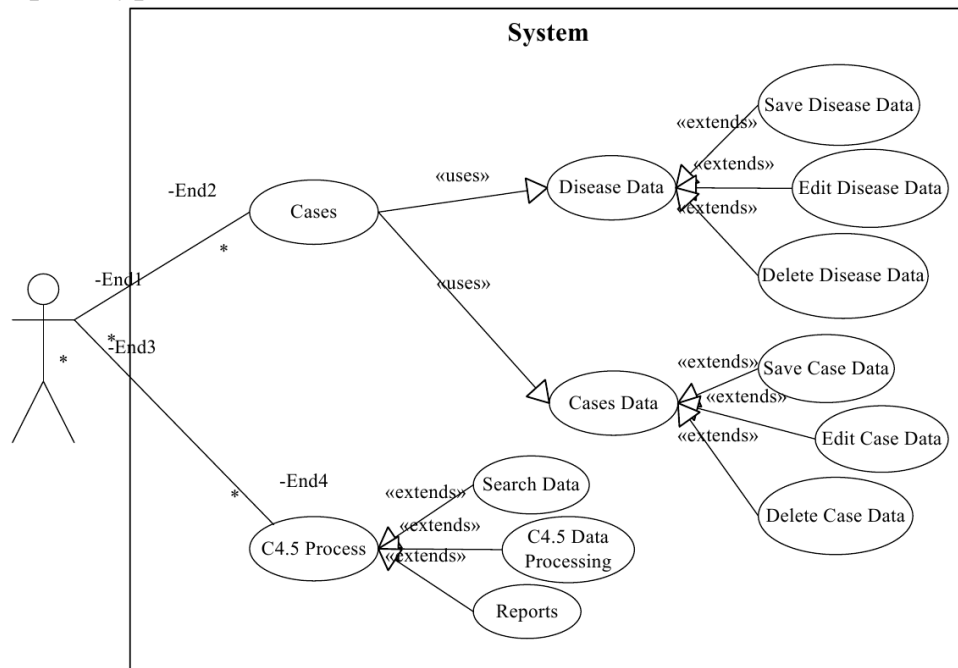 System
Save Disease Data
«extends»
«extends»
Edit Disease Data
«extends»
Delete Disease Data
«uses»
Disease Data
-End2
Cases
*
«uses»
-End1
*
-End3
*
«extends»
Save Case Data
«extends»
Cases Data
Edit Case Data
«extends»
Delete Case Data
-End4
*
«extends»
Search Data
«extends»
C4.5 Process
C4.5 Data
Processing
«extends»
Reports